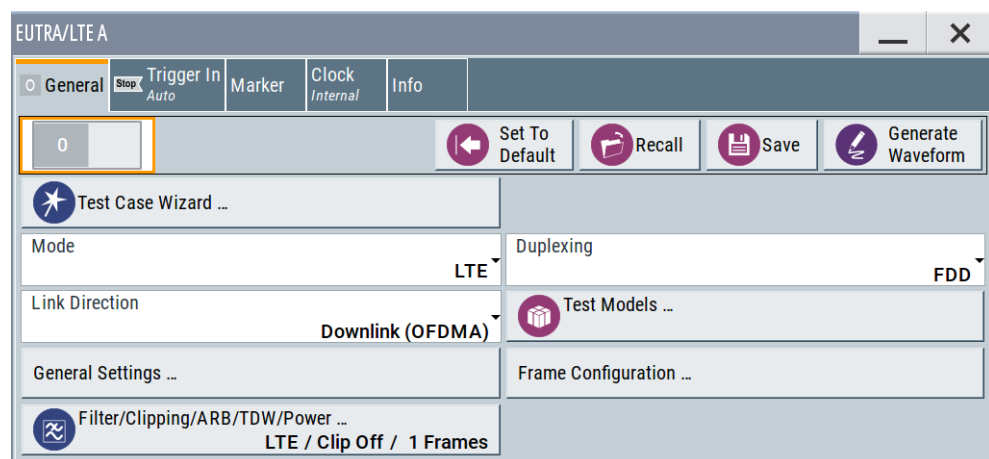 EUTRA/LTE A
O General
Stop Trigger In
Auto
Marker
Clock
Internal
Info
0
Set To
Default
Recall
Save
Generate
Waveform
Test Case Wizard ...
Mode
LTE
Duplexing
FDD
Link Direction
Downlink (OFDMA)
Test Models ...
General Settings ...
Frame Configuration ...
Filter/Clipping/ARB/TDW/Power ...
LTE / Clip Off / 1 Frames